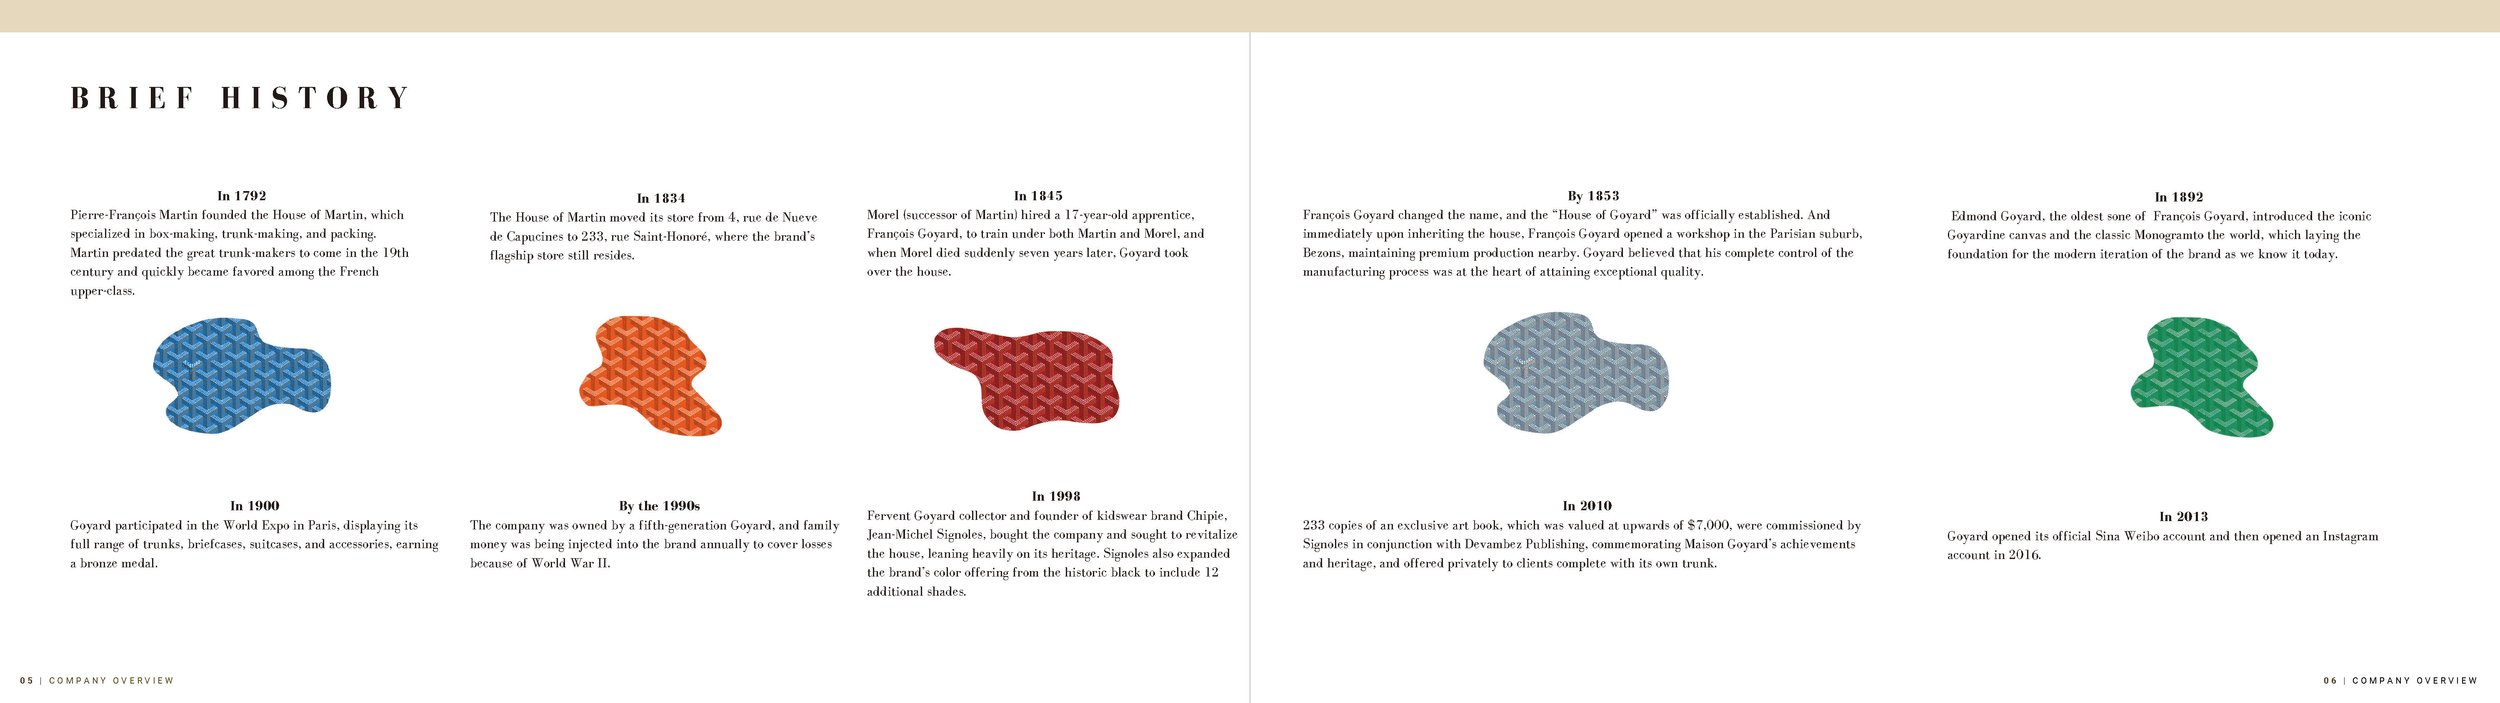 BRIEF HISTORY
In 1792
Pierre-François Martin founded the House of Martin, which
specialized in box-making, trunk-making, and packing.
Martin predated the great trunk-makers to come in the 19th
century and quickly became favored among the French
upper-class.
In 1834
The House of Martin moved its store from 4, rue de Nueve
de Capucines to 233, rue Saint-Honoré, where the brand's
flagship store still resides.
In 1845
Morel (successor of Martin) hired a 17-year-old apprentice,
François Goyard, to train under both Martin and Morel, and
when Morel died suddenly seven years later, Goyard took
over the house.
By 1853
François Goyard changed the name, and the “House of Goyard” was officially established. And
immediately upon inheriting the house, François Goyard opened a workshop in the Parisian suburb,
Bezons, maintaining premium production nearby. Goyard believed that his complete control of the
manufacturing process was at the heart of attaining exceptional quality.
In 1892
Edmond Goyard, the oldest sone of François Goyard, introduced the iconic
Goyardine canvas and the classic Monogramto the world, which laying the
foundation for the modern iteration of the brand as we know it today.
In 1900
Goyard participated in the World Expo in Paris, displaying its
full range of trunks, briefcases, suitcases, and accessories, earning
a bronze medal.
By the 1990s
The company was owned by a fifth-generation Goyard, and family
money was being injected into the brand annually to cover losses
because of World War II.
In 1998
Fervent Goyard collector and founder of kidswear brand Chipie,
Jean-Michel Signoles, bought the company and sought to revitalize
the house, leaning heavily on its heritage. Signoles also expanded
the brand's color offering from the historic black to include 12
additional shades.
In 2010
233 copies of an exclusive art book, which was valued at upwards of $7,000, were commissioned by
Signoles in conjunction with Devambez Publishing, commemorating Maison Goyard's achievements
and heritage, and offered privately to clients complete with its own trunk.
In 2013
Goyard opened its official Sina Weibo account and then opened an Instagram
account in 2016.
05 | COMPANY OVERVIEW
06 | COMPANY OVERVIEW